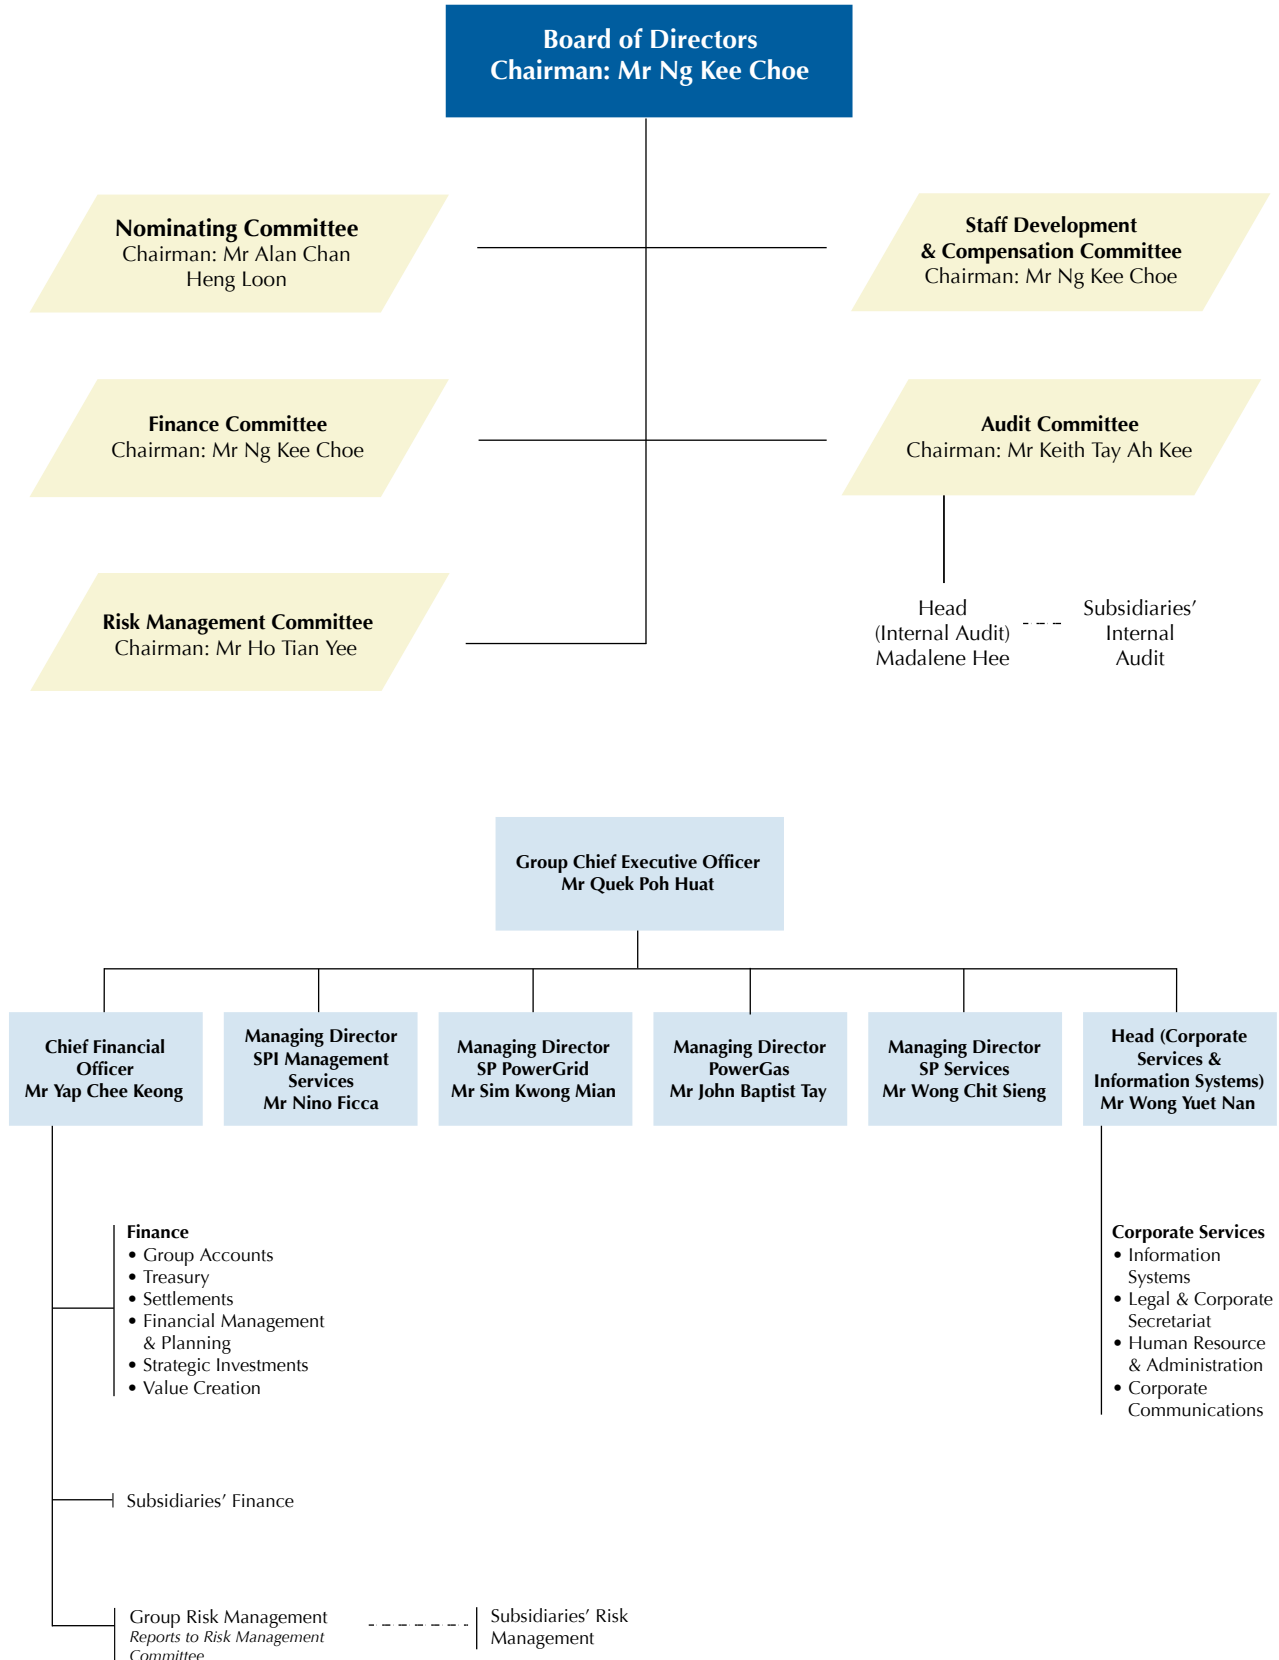 Board of Directors
Chairman: Mr Ng Kee Choe
Nominating Committee
Chairman: Mr Alan Chan
Heng Loon
Staff Development
& Compensation Committee
Chairman: Mr Ng Kee Choe
Finance Committee
Chairman: Mr Ng Kee Choe
Audit Committee
Chairman: Mr Keith Tay Ah Kee
Risk Management Committee
Chairman: Mr Ho Tian Yee
Head
(Internal Audit)
Madalene Hee
Subsidiaries’
Internal
Audit
Group Chief Executive Officer
Mr Quek Poh Huat
Chief Financial
Officer
Mr Yap Chee Keong
Managing Director
SPI Management
Services
Mr Nino Ficca
Managing Director
SP PowerGrid
Mr Sim Kwong Mian
Managing Director
PowerGas
Mr John Baptist Tay
Managing Director
SP Services
Mr Wong Chit Sieng
Head (Corporate
Services &
Information Systems)
Mr Wong Yuet Nan
Finance
• Group Accounts
• Treasury
• Settlements
• Financial Management
& Planning
• Strategic Investments
• Value Creation
Corporate Services
• Information
Systems
• Legal & Corporate
Secretariat
• Human Resource
& Administration
• Corporate
Communications
Subsidiaries’ Finance
Group Risk Management
Reports to Risk Management
Committee
Subsidiaries’ Risk
Management